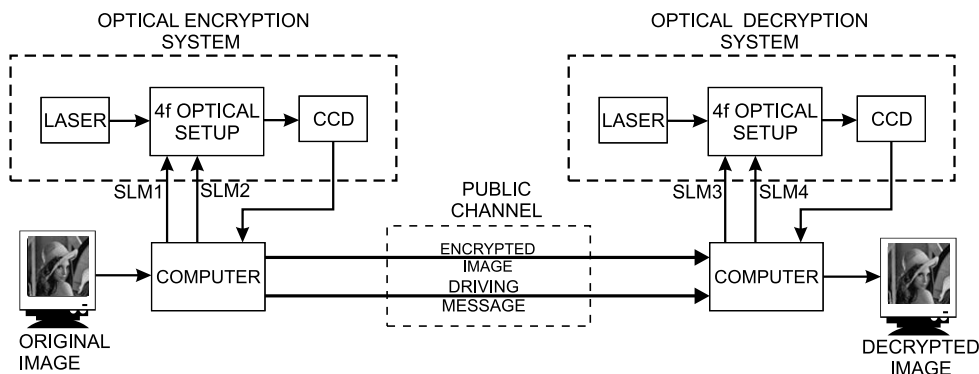 OPTICAL ENCRYPTION
SYSTEM
LASER
4f OPTICAL
SETUP
CCD
SLM1
SLM2
COMPUTER
ORIGINAL
IMAGE
PUBLIC
CHANNEL
ENCRYPTED
IMAGE
DRIVING
MESSAGE
OPTICAL DECRYPTION
SYSTEM
LASER
4f OPTICAL
SETUP
CCD
SLM3
SLM4
COMPUTER
DECRYPTED
IMAGE